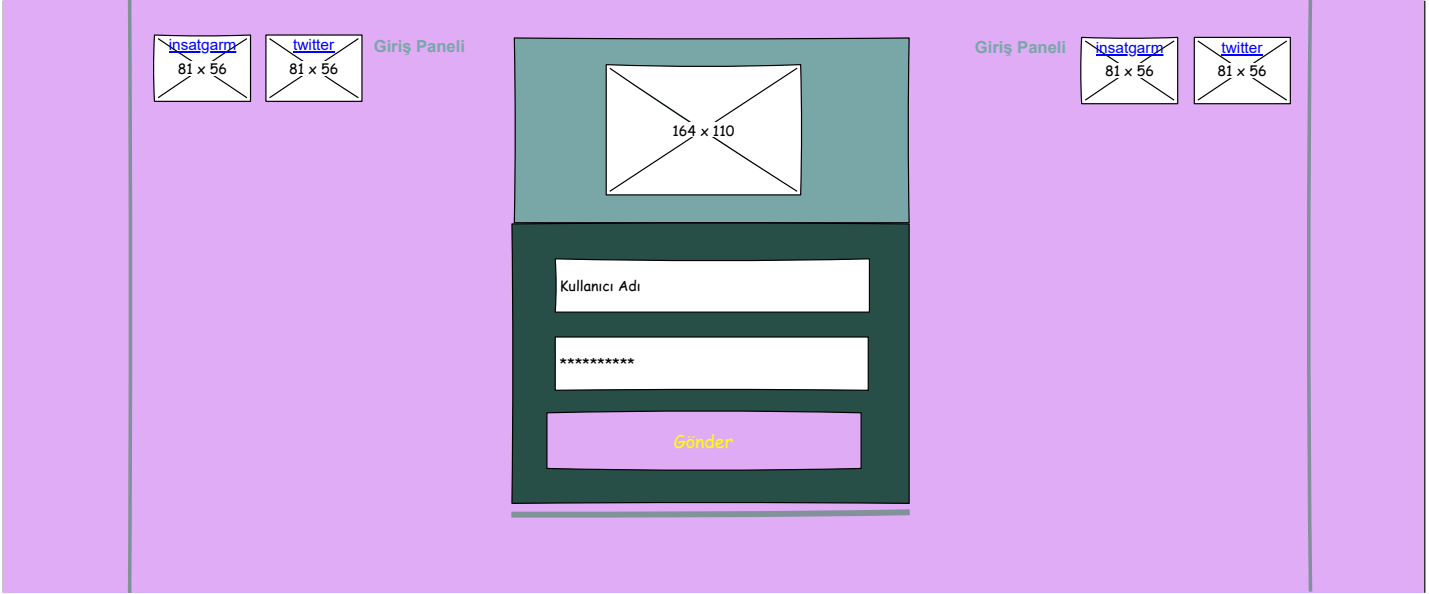 insatgarm
81 x 56
twitter
81 x 56
Giriş Paneli
164 x 110
Giriş Paneli
insatgarm
81 x 56
twitter
81 x 56
Kullanıcı Adı
**********
Gönder